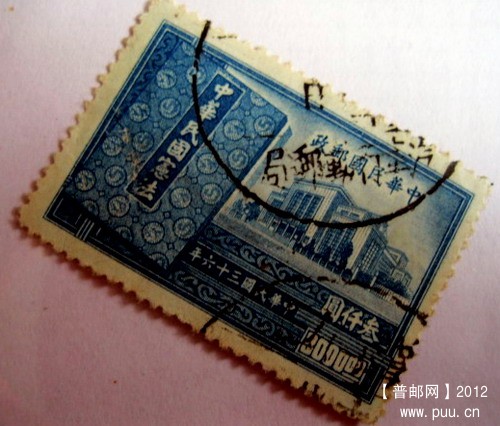 中華民國憲法
中華民國郵政
中華民國三十六年
叁仟圓
300000
【普邮网】2012
www.puu.cn